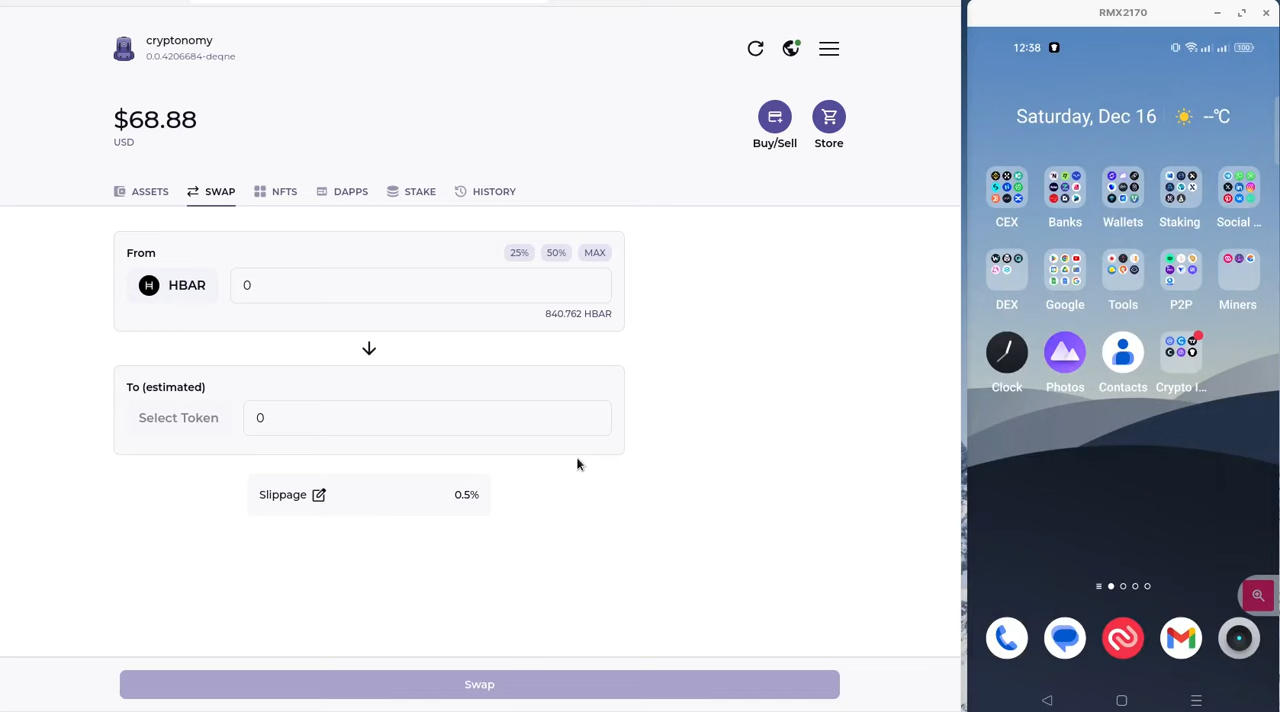 cryptonomy
0.0.4206684-deqne
$68.88
USD
Buy/Sell
Store
ASSETS
SWAP
NFTS
DAPPS
STAKE
HISTORY
From
25%
50%
MAX
HBAR
0
840.762 HBAR
To (estimated)
Select Token
0
Slippage
0.5%
Swap
RMX2170
12:38
100
Saturday, Dec 16
--°C
CEX
Banks
Wallets
Staking
Social ...
DEX
Google
Tools
P2P
Miners
Clock
Photos
Contacts
Crypto I...